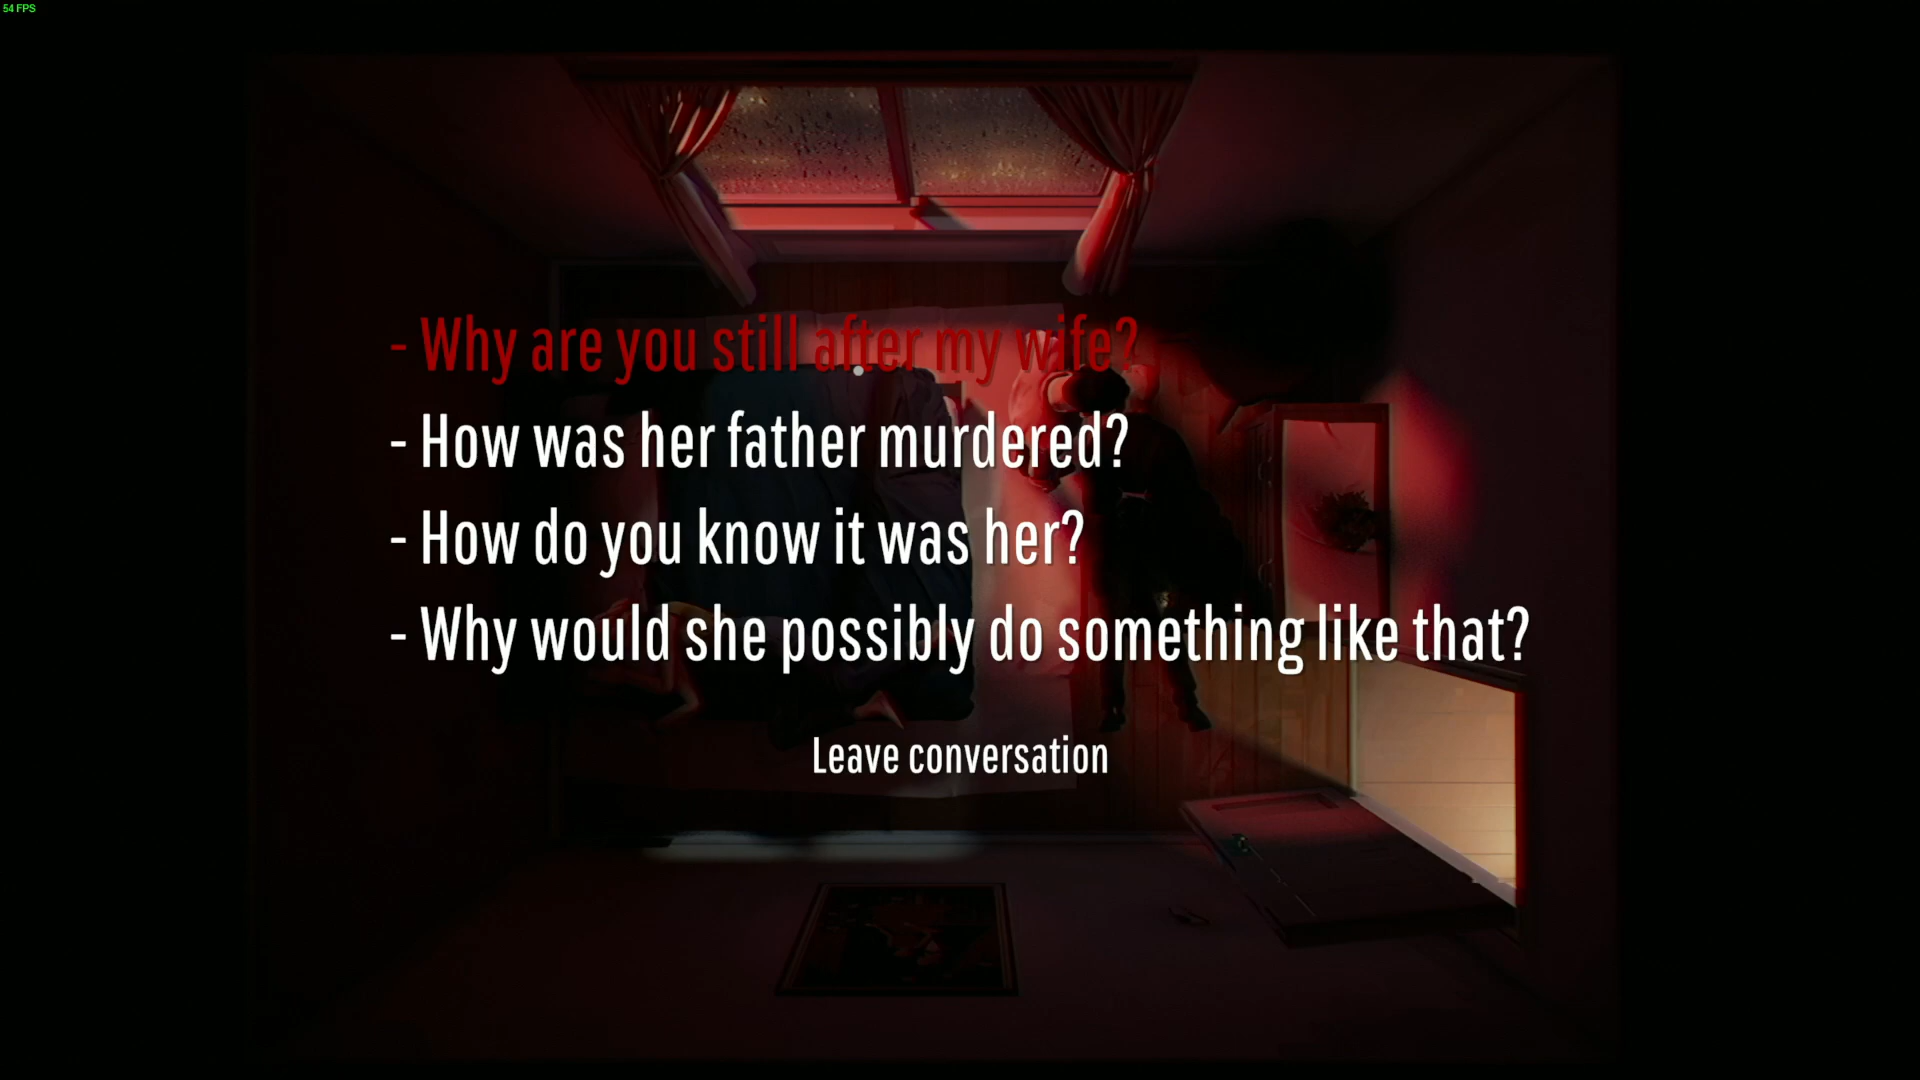 54 FPS
- Why are you still after my wife?
- How was her father murdered?
- How do you know it was her?
- Why would she possibly do something like that?
Leave conversation